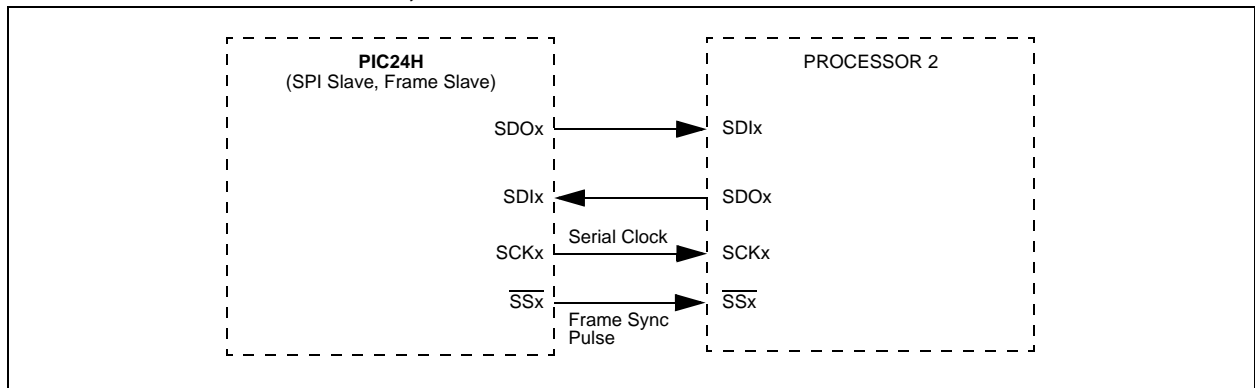 PIC24H
(SPI Slave, Frame Slave)
PROCESSOR 2
SDOx
SDIx
SDIx
SDOx
Serial Clock
SCKx
SCKx
SSx
SSx
Frame Sync
Pulse